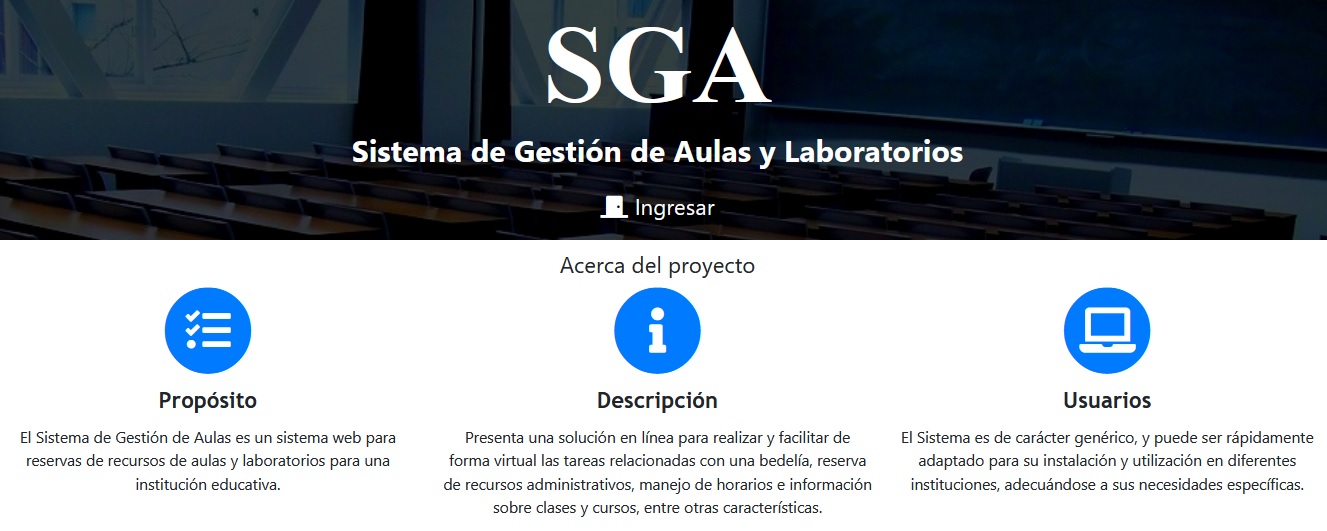 SGA
Sistema de Gestión de Aulas y Laboratorios
Ingresar
Acerca del proyecto
Propósito
El Sistema de Gestión de Aulas es un sistema web para
reservas de recursos de aulas y laboratorios para una
institución educativa.
Descripción
Presenta una solución en línea para realizar y facilitar de
forma virtual las tareas relacionadas con una bedelía, reserva
de recursos administrativos, manejo de horarios e información
sobre clases y cursos, entre otras características.
Usuarios
El Sistema es de carácter genérico, y puede ser rápidamente
adaptado para su instalación y utilización en diferentes
instituciones, adecuándose a sus necesidades específicas.